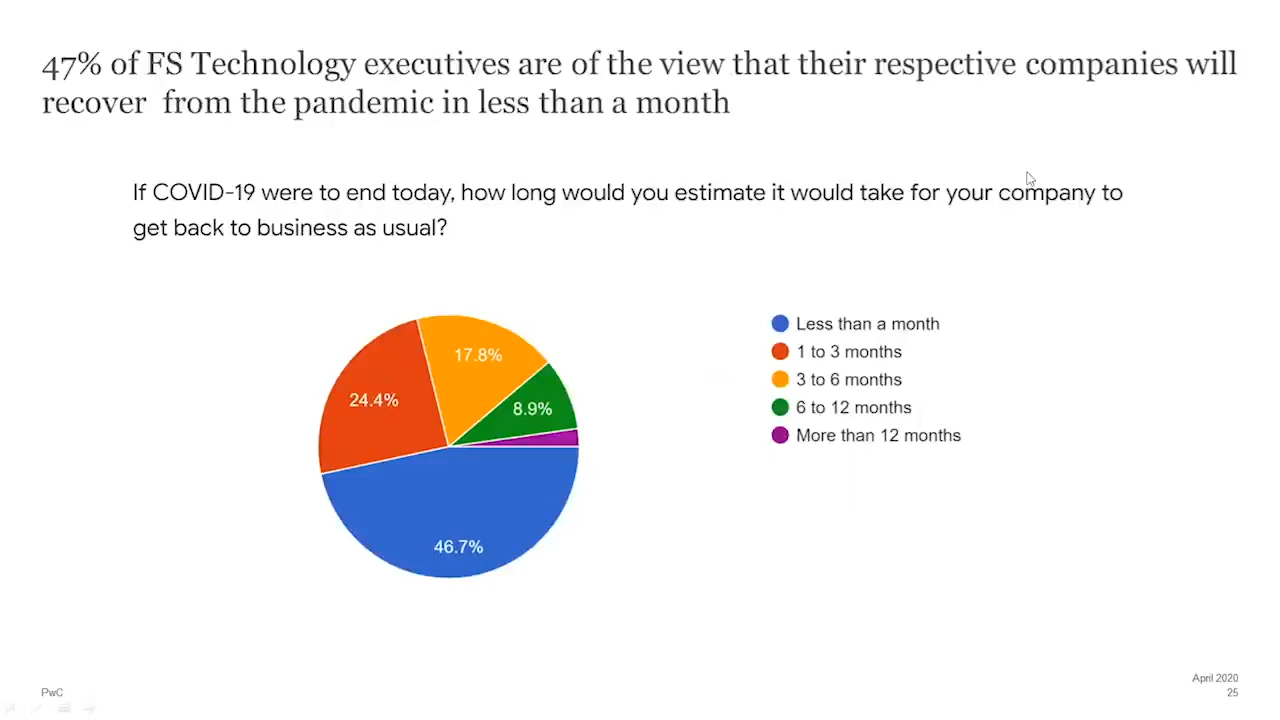 47% of FS Technology executives are of the view that their respective companies will
recover from the pandemic in less than a month
If COVID-19 were to end today, how long would you estimate it would take for your company to
get back to business as usual?
17.8%
24.4%
8.9%
46.7%
Less than a month
1 to 3 months
3 to 6 months
6 to 12 months
More than 12 months
April 2020
PwC
25